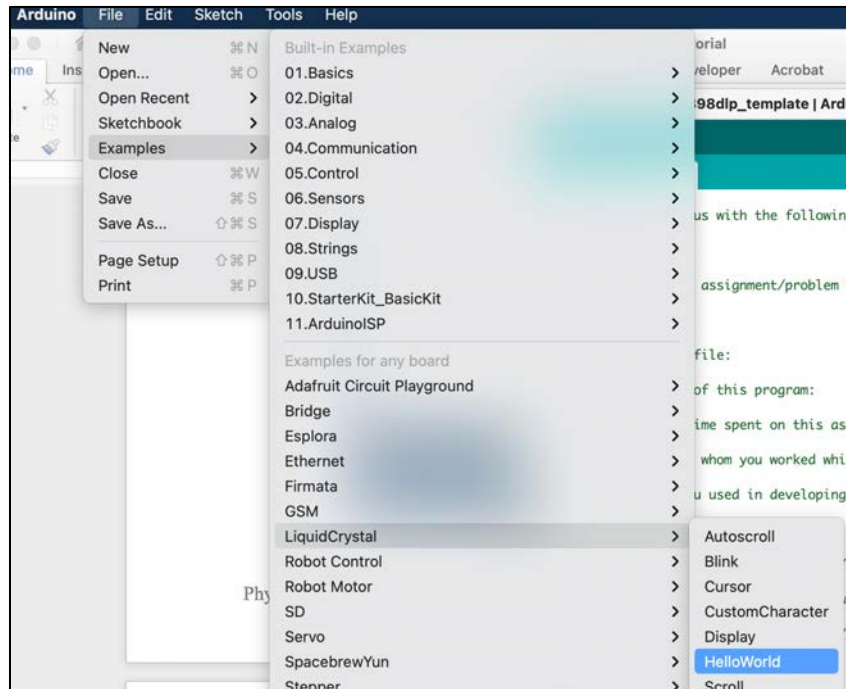 Arduino File Edit Sketch Tools Help
New ⌘ N
Open... ⌘ O
Open Recent >
Sketchbook >
Examples >
Close ⌘ W
Save ⌘ S
Save As... ⇧ ⌘ S
Page Setup ⇧ ⌘ P
Print ⌘ P
Built-in Examples
01.Basics >
02.Digital >
03.Analog >
04.Communication >
05.Control >
06.Sensors >
07.Display >
08.Strings >
09.USB >
10.StarterKit_BasicKit >
11.ArduinoISP >
Examples for any board
Adafruit Circuit Playground >
Bridge >
Esplora >
Ethernet >
Firmata >
GSM >
LiquidCrystal >
Robot Control >
Robot Motor >
SD >
Servo >
SpacebrewYun >
Stepper >
Autoscroll
Blink
Cursor
CustomCharacter
Display
HelloWorld
Scroll
orial
me Ins
veloper Acrobat
98dlp_template | Ard
us with the followin
assignment/problem
file:
of this program:
ime spent on this as
whom you worked whi
u used in developing
Phy